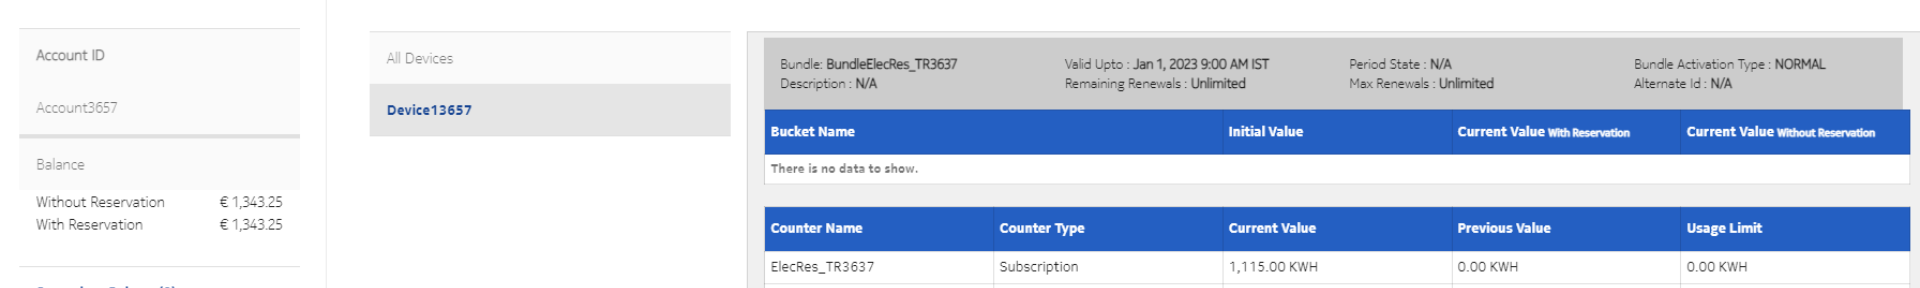 Account ID
Account3657
Balance
Without Reservation € 1,343.25
With Reservation € 1,343.25
All Devices
Device13657
Bundle: BundleElecRes_TR3637 Valid Upto : Jan 1, 2023 9:00 AM IST Period State : N/A Bundle Activation Type : NORMAL
Description : N/A Remaining Renewals : Unlimited Max Renewals : Unlimited Alternate Id : N/A
Bucket Name Initial Value Current Value With Reservation Current Value Without Reservation
There is no data to show.
Counter Name Counter Type Current Value Previous Value Usage Limit
ElecRes_TR3637 Subscription 1,115.00 KWH 0.00 KWH 0.00 KWH